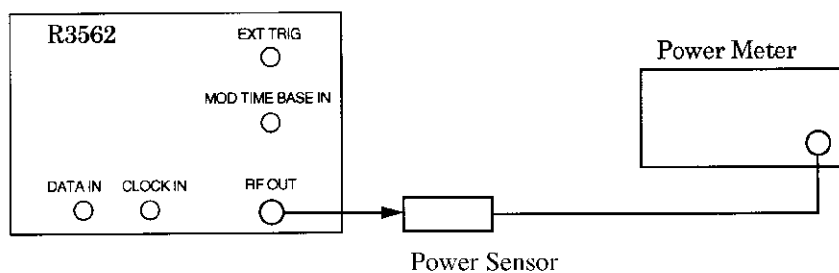 R3562
EXT TRIG
Power Meter
MOD TIME BASE IN
DATA IN
CLOCK IN
RF OUT
Power Sensor